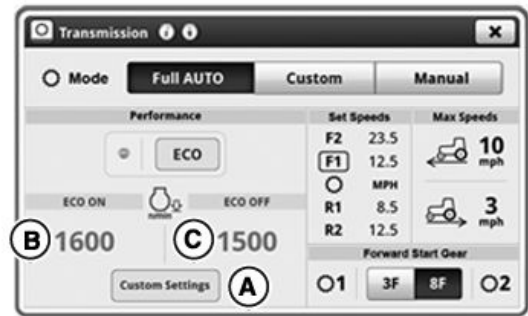 Transmission
Mode Full AUTO Custom Manual
Performance
ECO
ECO ON n/min ECO OFF
B 1600 C 1500
Custom Settings A
Set Speeds
F2 23.5
F1 12.5
MPH
R1 8.5
R2 12.5
Max Speeds
10
mph
3
mph
Forward Start Gear
1 3F 8F 2